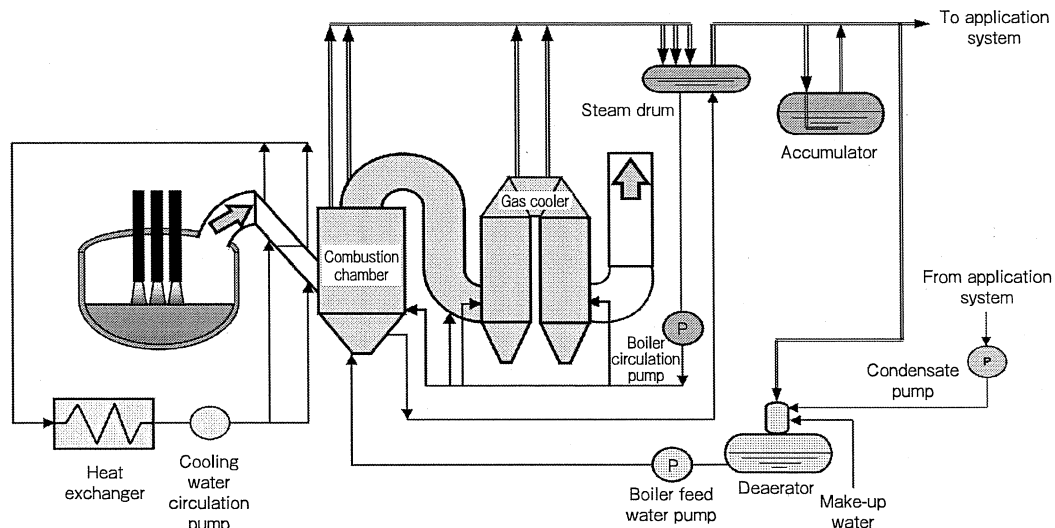 To application
system
Steam drum
Accumulator
Gas cooler
Combustion
chamber
From application
system
P
Boiler
circulation
pump
P
Condensate
pump
Heat
exchanger
Cooling
water
circulation
pump
P
Boiler feed
water pump
Deaerator
Make-up
water